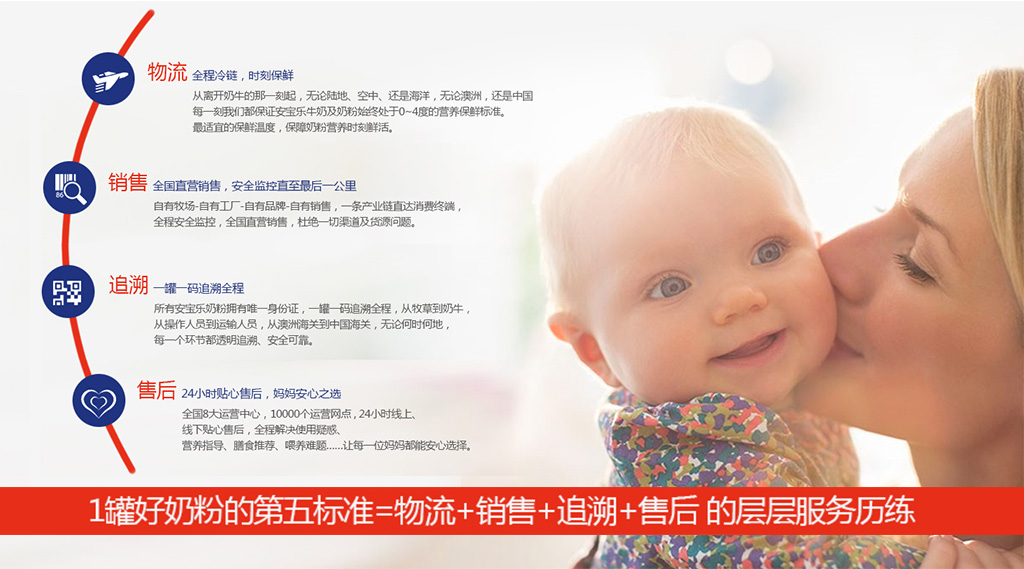 物流 全程冷链，时刻保鲜
从离开奶牛的那一刻起，无论陆地、空中、还是海洋，无论澳洲，还是中国
每一刻我们都保证安宝乐牛奶及奶粉始终处于0~4度的营养保鲜标准。
最适宜的保鲜温度，保障奶粉营养时刻鲜活。
86
销售 全国直营销售，安全监控直至最后一公里
自有牧场-自有工厂-自有品牌-自有销售，一条产业链直达消费终端，
全程安全监控，全国直营销售，杜绝一切渠道及货源问题。
追溯 一罐一码追溯全程
所有安宝乐奶粉拥有唯一身份证，一罐一码追溯全程，从牧草到奶牛，
从操作人员到运输人员，从澳洲海关到中国海关，无论何时何地，
每一个环节都透明追溯、安全可靠。
售后 24小时贴心售后，妈妈安心之选
全国8大运营中心，10000个运营网点，24小时线上、
线下贴心售后，全程解决使用疑惑、
营养指导、膳食推荐、喂养难题......让每一位妈妈都能安心选择。
1罐好奶粉的第五标准=物流+销售+追溯+售后 的层层服务历练